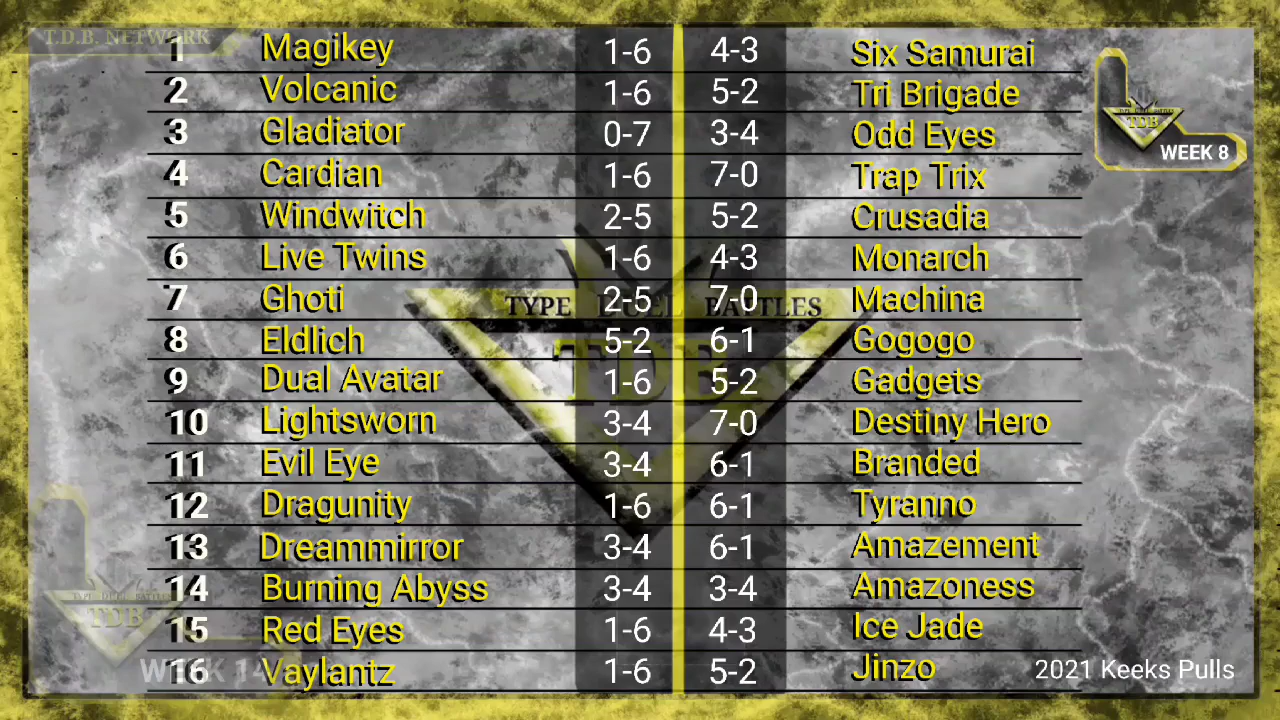 T.D.B. NETWORK
1 Magikey 1-6 4-3 Six Samurai
2 Volcanic 1-6 5-2 Tri Brigade
3 Gladiator 0-7 3-4 Odd Eyes
4 Cardian 1-6 7-0 Trap Trix
5 Windwitch 2-5 5-2 Crusadia
6 Live Twins 1-6 4-3 Monarch
7 Ghoti 2-5 7-0 Machina
8 Eldlich 5-2 6-1 Gogogo
9 Dual Avatar 1-6 5-2 Gadgets
10 Lightsworn 3-4 7-0 Destiny Hero
11 Evil Eye 3-4 6-1 Branded
12 Dragunity 1-6 6-1 Tyranno
13 Dreammirror 3-4 6-1 Amazement
14 Burning Abyss 3-4 3-4 Amazoness
15 Red Eyes 1-6 4-3 Ice Jade
16 Vaylantz 1-6 5-2 Jinzo
TYPE DUEL BATTLES
TDB
TYPE DUEL BATTLES
TDB
WEEK 8
TYPE DUEL BATTLES
TDB
WEEK 14
2021 Keeks Pulls